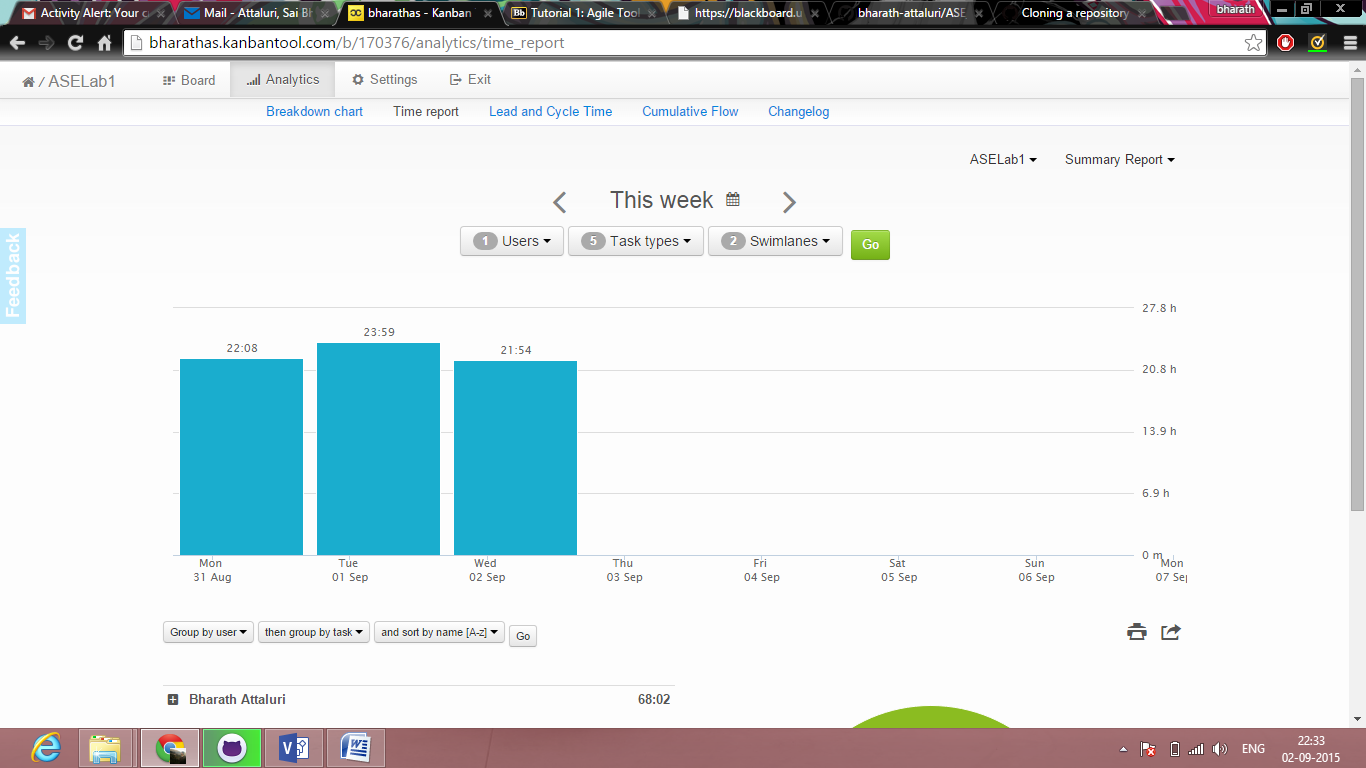 Activity Alert: Your c
Mail - Attaluri, Sai Bh
bharathas - Kanban
Bb Tutorial 1: Agile Tool
https://blackboard.u
bharath-attaluri/ASE
Cloning a repository
bharath
bharathas.kanbantool.com/b/170376/analytics/time_report
/ ASELab1 Board Analytics Settings Exit
Breakdown chart Time report Lead and Cycle Time Cumulative Flow Changelog
ASELab1 Summary Report
This week
1 Users 5 Task types 2 Swimlanes Go
Feedback
27.8 h
23:59
22:08
21:54
20.8 h
13.9 h
6.9 h
0 m
Mon Tue Wed Thu Fri Sat Sun Mon
31 Aug 01 Sep 02 Sep 03 Sep 04 Sep 05 Sep 06 Sep 07 Sep
Group by user then group by task and sort by name [A-z] Go
Bharath Attaluri 68:02
ENG
22:33
02-09-2015